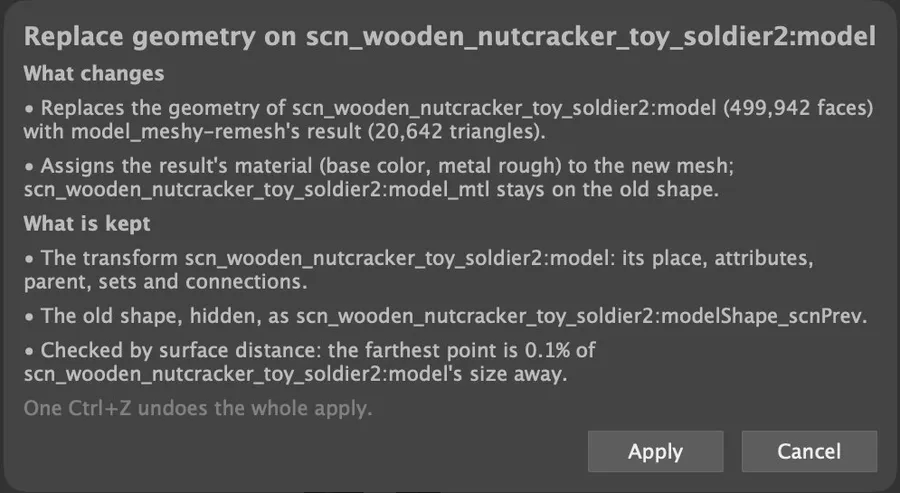 Replace geometry on scn_wooden_nutcracker_toy_soldier2:model
What changes
• Replaces the geometry of scn_wooden_nutcracker_toy_soldier2:model (499,942 faces)
with model_meshy-remesh's result (20,642 triangles).
• Assigns the result's material (base color, metal rough) to the new mesh;
scn_wooden_nutcracker_toy_soldier2:model_mtl stays on the old shape.
What is kept
• The transform scn_wooden_nutcracker_toy_soldier2:model: its place, attributes,
parent, sets and connections.
• The old shape, hidden, as scn_wooden_nutcracker_toy_soldier2:modelShape_scnPrev.
• Checked by surface distance: the farthest point is 0.1% of
scn_wooden_nutcracker_toy_soldier2:model's size away.
One Ctrl+Z undoes the whole apply.
Apply Cancel